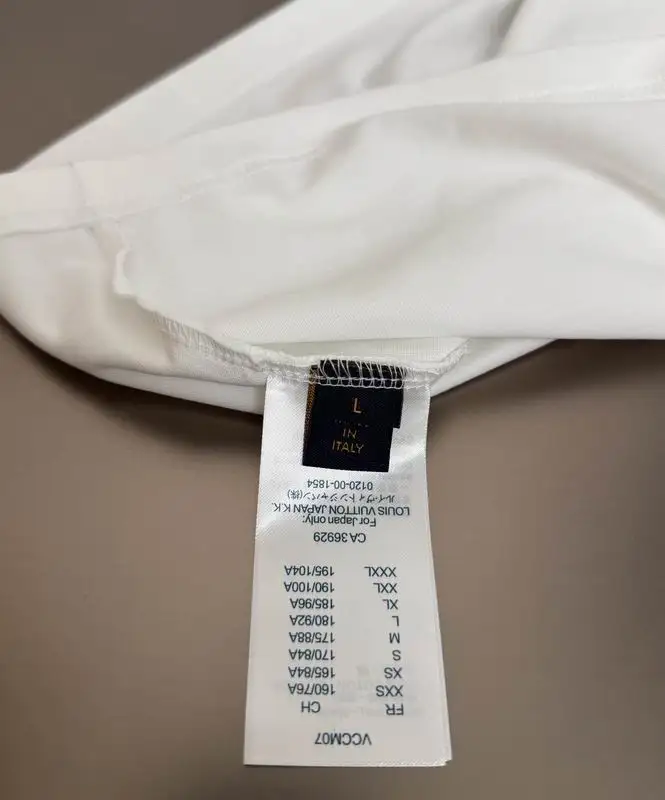 L
IN
ITALY
VCCM07
FR CH
XXS 160/76A
XS 165/84A
S 170/84A
M 175/88A
L 180/92A
XL 185/96A
XXL 190/100A
XXXL 195/104A
CA 36929
For Japan only:
LOUIS VUITTON JAPAN K.K.
ルイ・ヴィトンジャパン(株)
0120-00-1854